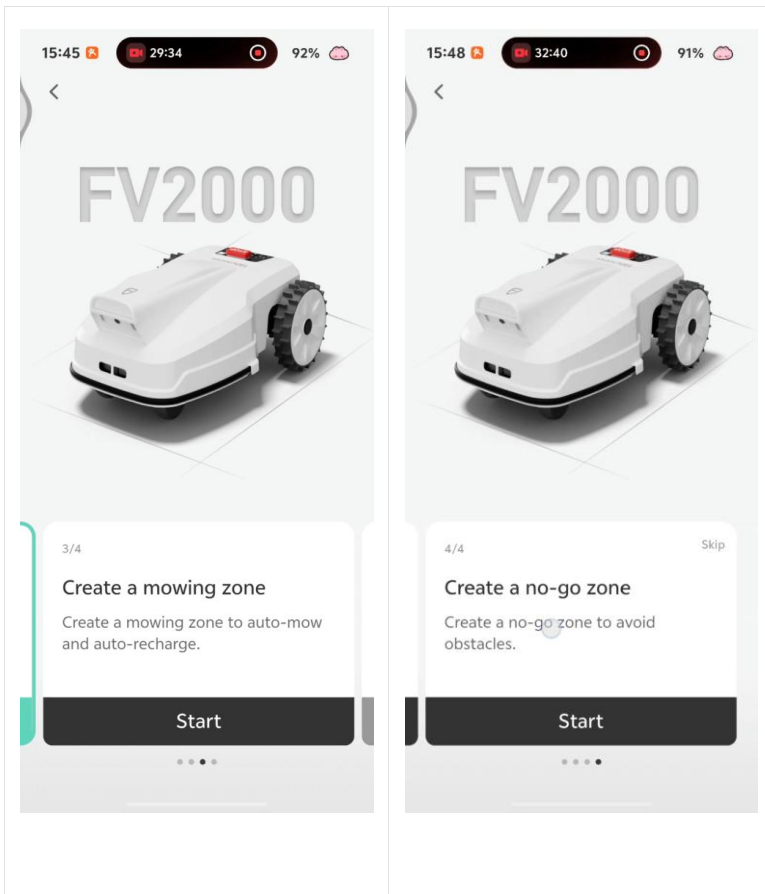 15:45
29:34
92%
FV2000
3/4
Create a mowing zone
Create a mowing zone to auto-mow
and auto-recharge.
Start
15:48
32:40
91%
FV2000
4/4
Skip
Create a no-go zone
Create a no-go zone to avoid
obstacles.
Start